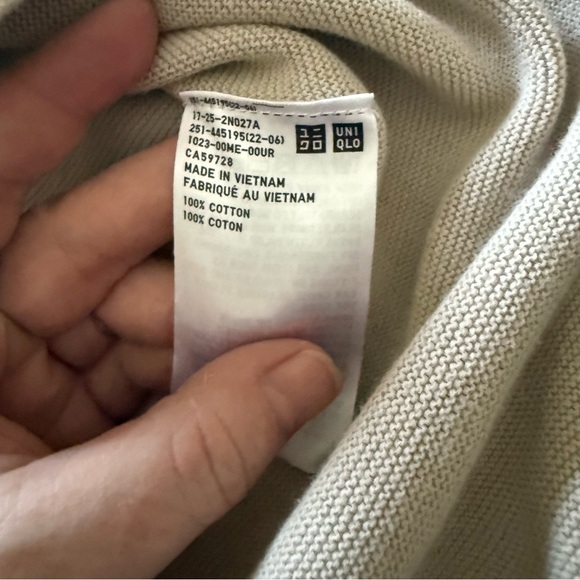 17-25-2N027A
251-445195(22-06)
1023-00ME-00UR
CA59728
MADE IN VIETNAM
FABRIQUÉ AU VIETNAM
100% COTTON
100% COTON
ユニ
クロ
UNI
QLO